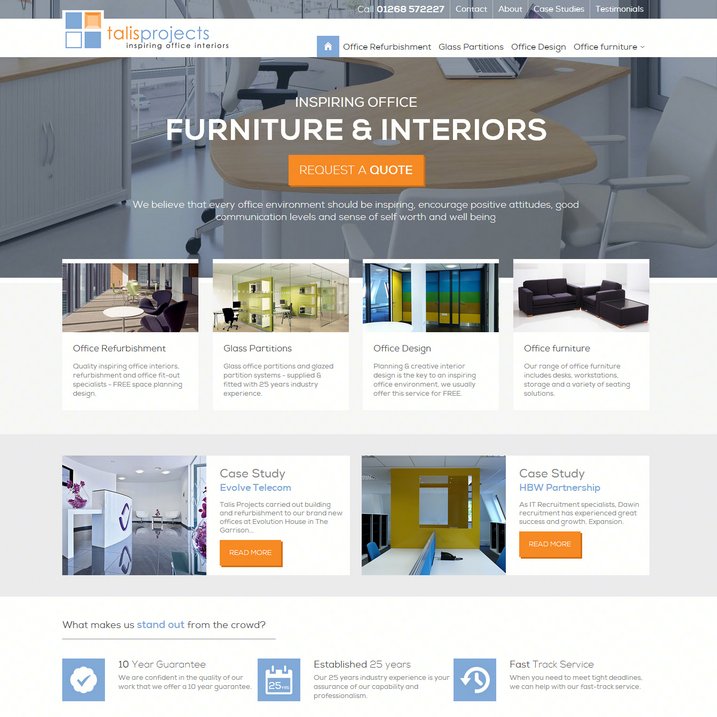 Call 01268 572227 Contact About Case Studies Testimonials
talisprojects
inspiring office interiors
Office Refurbishment Glass Partitions Office Design Office furniture
INSPIRING OFFICE
FURNITURE & INTERIORS
REQUEST A QUOTE
We believe that every office environment should be inspiring, encourage positive attitudes, good
communication levels and sense of self worth and well being
Office Refurbishment
Quality inspiring office interiors,
refurbishment and office fit-out
specialists - FREE space planning
design.
Glass Partitions
Glass office partitions and glazed
partition systems - supplied &
fitted with 25 years industry
experience.
Office Design
Planning & creative interior
design is the key to an inspiring
office environment, we usually
offer this service for FREE.
Office furniture
Our range of office furniture
includes desks, workstations,
storage and a variety of seating
solutions.
Case Study
Evolve Telecom
Talis Projects carried out building
and refurbishment to our brand new
offices at Evolution House in The
Garrison...
READ MORE
Case Study
HBW Partnership
As IT Recruitment specialists, Dawin
recruitment has experienced great
success and growth. Expansion.
READ MORE
What makes us stand out from the crowd?
10 Year Guarantee
We are confident in the quality of our
work that we offer a 10 year guarantee.
25YRS
Established 25 years
Our 25 years industry experience is your
assurance of our capability and
professionalism.
Fast Track Service
When you need to meet tight deadlines,
we can help with our fast-track service.